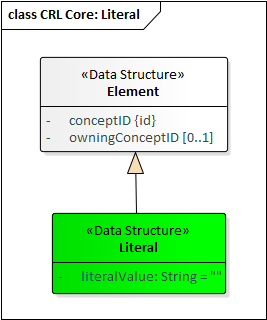 class CRL Core: Literal
«Data Structure»
Element
- conceptID {id}
- owningConceptID [0..1]
«Data Structure»
Literal
- literalValue: String = ""